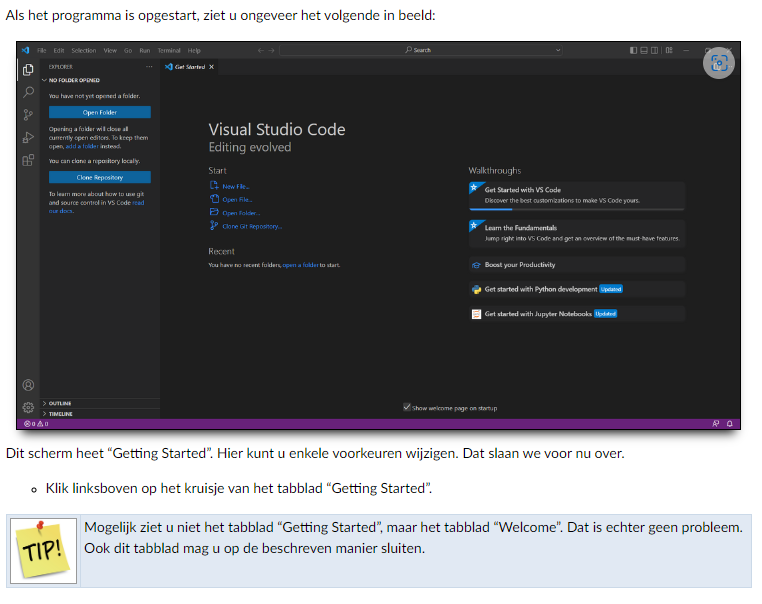 Als het programma is opgestart, ziet u ongeveer het volgende in beeld:
File Edit Selection View Go Run Terminal Help
Search
EXPLORER
Get Started
NO FOLDER OPENED
You have not yet opened a folder.
Open Folder
Opening a folder will close all
currently open editors. To keep them
open, add a folder instead.
You can clone a repository locally.
Clone Repository
To learn more about how to use git
and source control in VS Code read
our docs.
OUTLINE
TIMELINE
Visual Studio Code
Editing evolved
Start
New File...
Open File...
Open Folder...
Clone Git Repository...
Recent
You have no recent folders, open a folder to start.
Walkthroughs
Get Started with VS Code
Discover the best customizations to make VS Code yours.
Learn the Fundamentals
Jump right into VS Code and get an overview of the must-have features.
Boost your Productivity
Get started with Python development Updated
Get started with Jupyter Notebooks Updated
Show welcome page on startup
0 0
Dit scherm heet “Getting Started”. Hier kunt u enkele voorkeuren wijzigen. Dat slaan we voor nu over.
Klik linksboven op het kruisje van het tabblad “Getting Started”.
TIP!
Mogelijk ziet u niet het tabblad “Getting Started”, maar het tabblad “Welcome”. Dat is echter geen probleem.
Ook dit tabblad mag u op de beschreven manier sluiten.